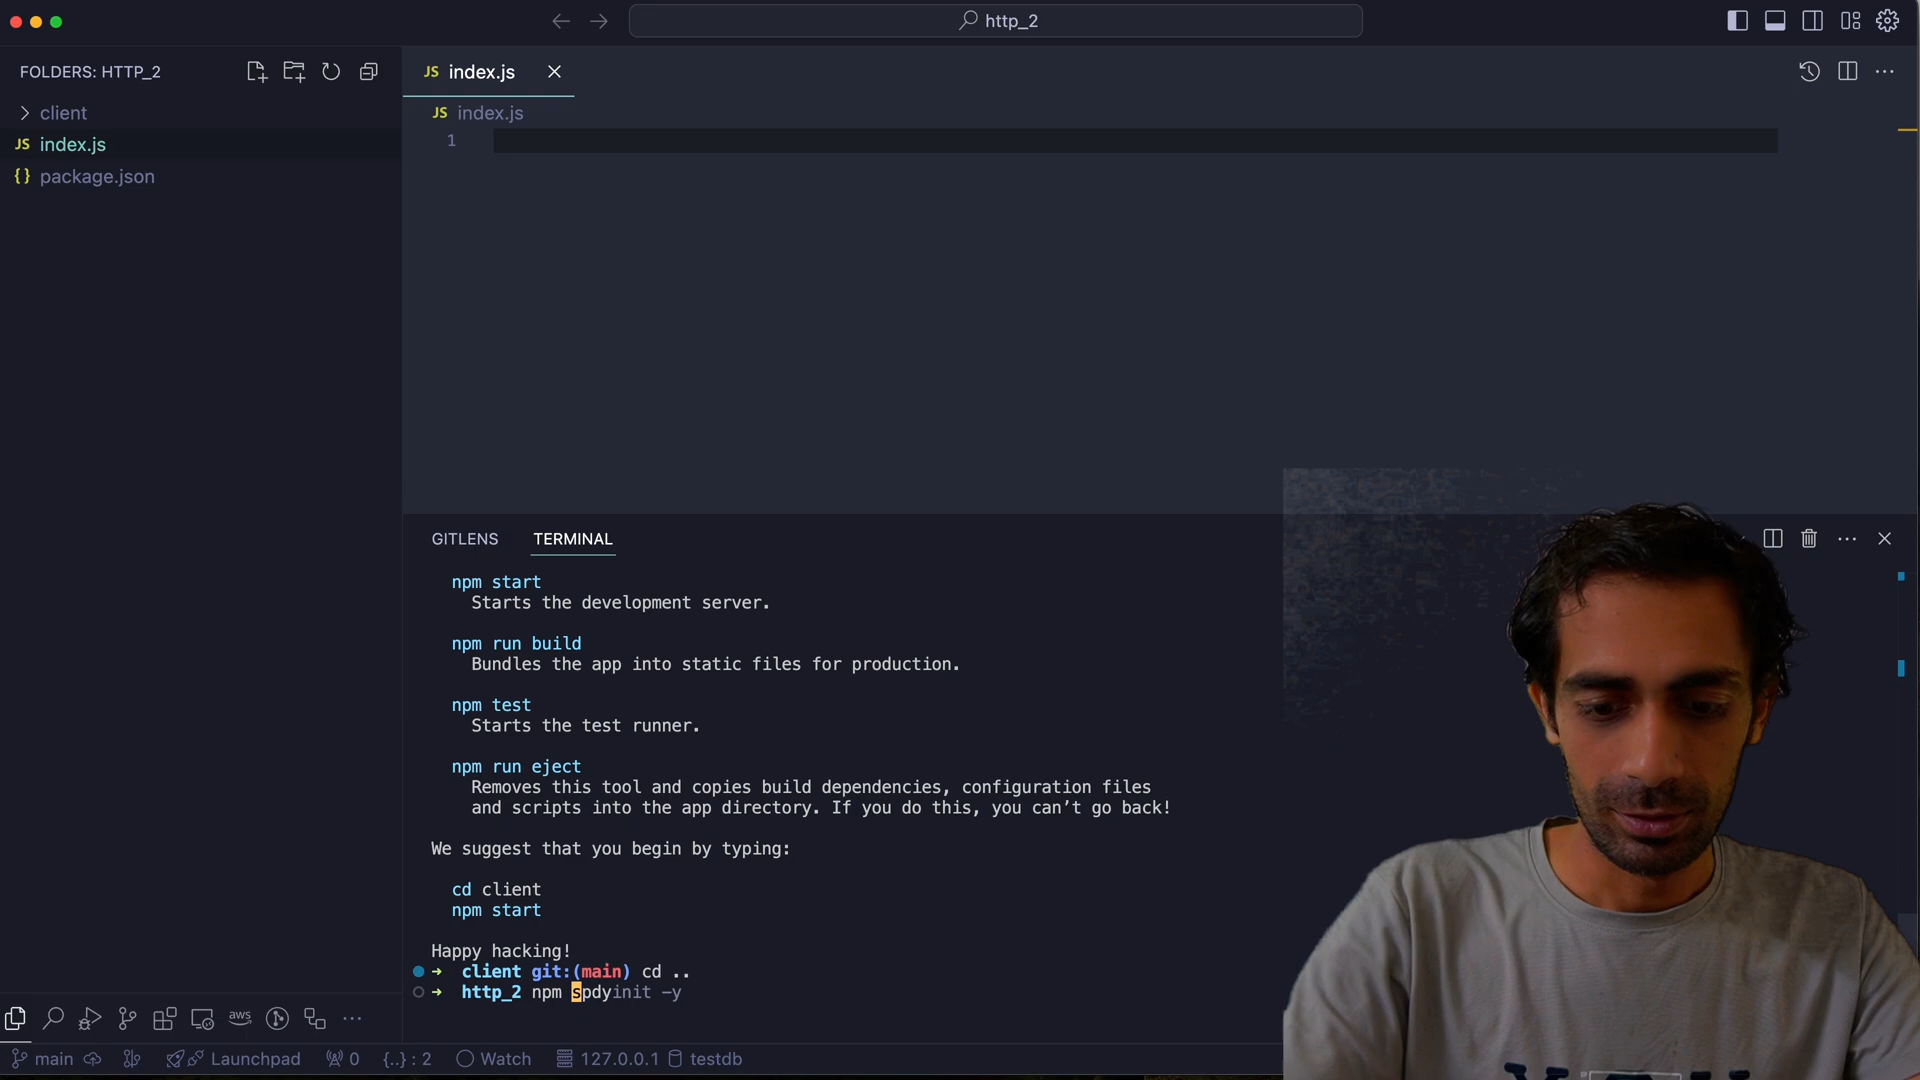 http_2
FOLDERS: HTTP_2
client
JS index.js
{} package.json
JS index.js
JS index.js
1
GITLENS TERMINAL
npm start
Starts the development server.
npm run build
Bundles the app into static files for production.
npm test
Starts the test runner.
npm run eject
Removes this tool and copies build dependencies, configuration files
and scripts into the app directory. If you do this, you can’t go back!
We suggest that you begin by typing:
cd client
npm start
Happy hacking!
➜ client git:(main) cd ..
➜ http_2 npm spdyinit -y
aws
main Launchpad 0 {..} : 2 Watch 127.0.0.1 testdb